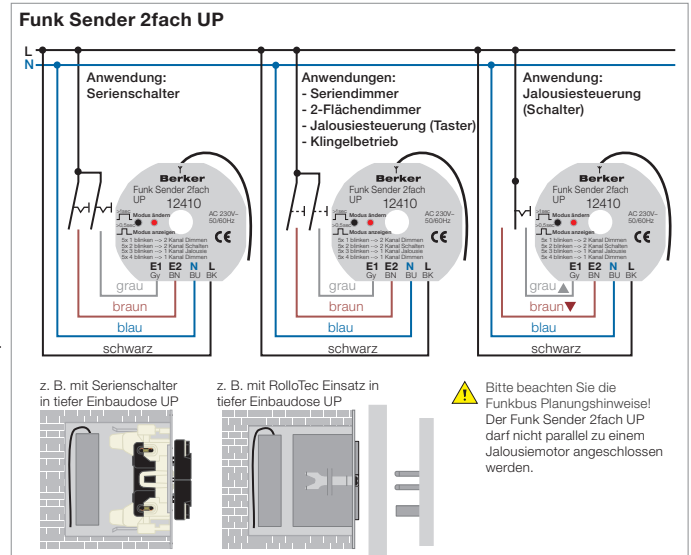 Funk Sender 2fach UP
L
N
Anwendung:
Serienschalter
Anwendungen:
- Seriendimmer
- 2-Flächendimmer
- Jalousiesteuerung (Taster)
- Klingelbetrieb
Anwendung:
Jalousiesteuerung
(Schalter)
Berker
Funk Sender 2fach
UP
12410
>4sec
Modus ändern
>0,5sec
Modus anzeigen
AC 230V~
50/60Hz
CE
5x 1 blinken --> 2 Kanal Dimmen
5x 2 blinken --> 2 Kanal Schalten
5x 3 blinken --> 1 Kanal Jalousie
5x 4 blinken --> 1 Kanal Dimmen
E1 E2 N L
Gy BN BU BK
grau
braun
blau
schwarz
Berker
Funk Sender 2fach
UP
12410
>4sec
Modus ändern
>0,5sec
Modus anzeigen
AC 230V~
50/60Hz
CE
5x 1 blinken --> 2 Kanal Dimmen
5x 2 blinken --> 2 Kanal Schalten
5x 3 blinken --> 1 Kanal Jalousie
5x 4 blinken --> 1 Kanal Dimmen
E1 E2 N L
Gy BN BU BK
grau
braun
blau
schwarz
Berker
Funk Sender 2fach
UP
12410
>4sec
Modus ändern
>0,5sec
Modus anzeigen
AC 230V~
50/60Hz
CE
5x 1 blinken --> 2 Kanal Dimmen
5x 2 blinken --> 2 Kanal Schalten
5x 3 blinken --> 1 Kanal Jalousie
5x 4 blinken --> 1 Kanal Dimmen
E1 E2 N L
Gy BN BU BK
grau
braun
blau
schwarz
z. B. mit Serienschalter
in tiefer Einbaudose UP
z. B. mit RolloTec Einsatz in
tiefer Einbaudose UP
Bitte beachten Sie die
Funkbus Planungshinweise!
Der Funk Sender 2fach UP
darf nicht parallel zu einem
Jalousiemotor angeschlossen
werden.